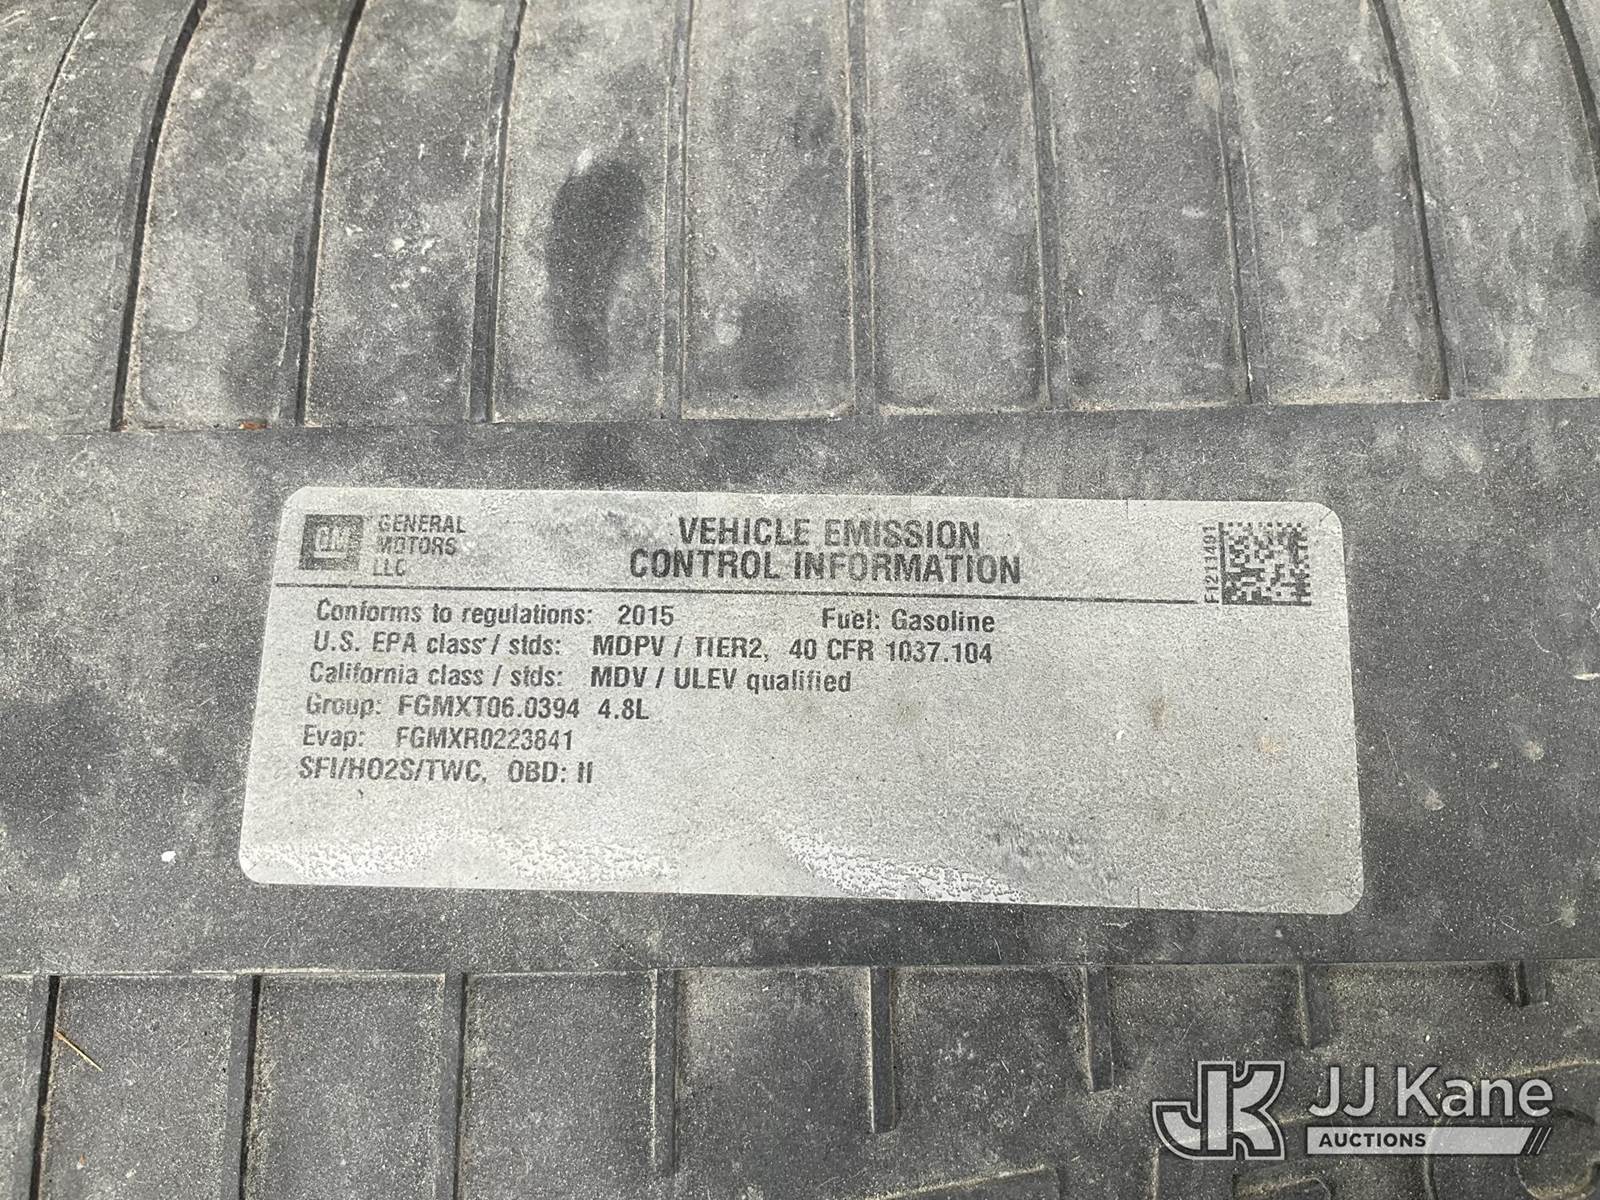 GM GENERAL MOTORS LLC
VEHICLE EMISSION
CONTROL INFORMATION
F1211491
Conforms to regulations: 2015 Fuel: Gasoline
U.S. EPA class / stds: MDPV / TIER2, 40 CFR 1037.104
California class / stds: MDV / ULEV qualified
Group: FGMXT06.0394 4.8L
Evap: FGMXR0223841
SFI/HO2S/TWC, OBD: II
JK JJ Kane
AUCTIONS